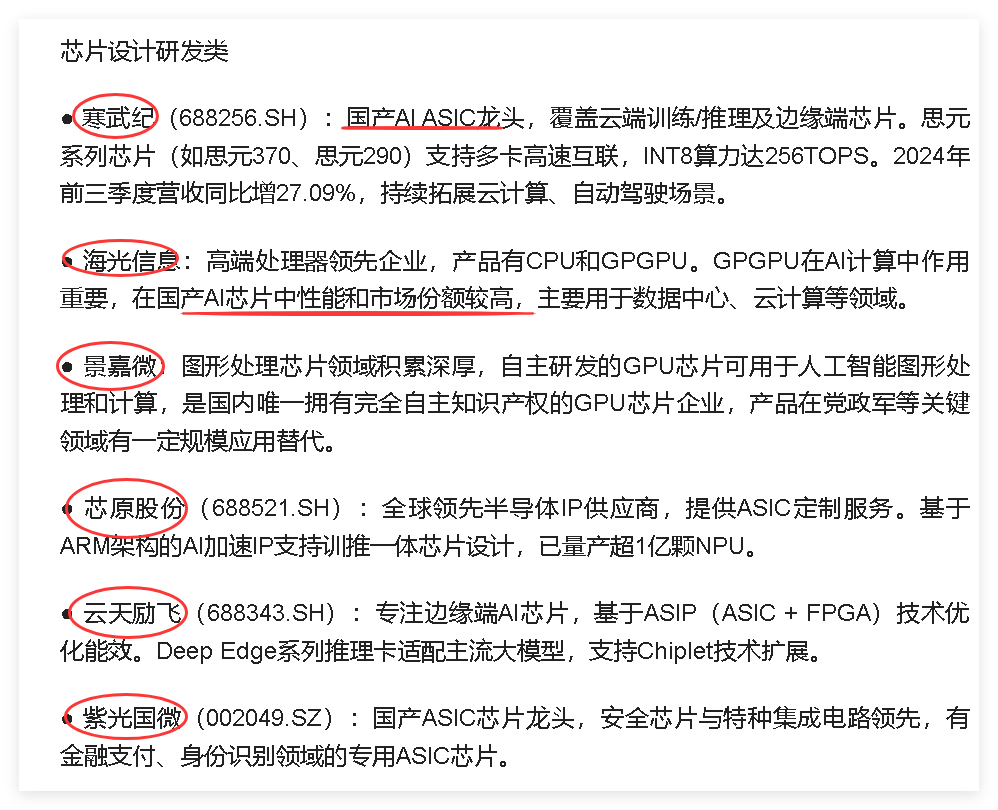 芯片设计研发类
● 寒武纪（688256.SH）：国产AI ASIC龙头，覆盖云端训练/推理及边缘端芯片。思元
系列芯片（如思元370、思元290）支持多卡高速互联，INT8算力达256TOPS。2024年
前三季度营收同比增27.09%，持续拓展云计算、自动驾驶场景。
● 海光信息：高端处理器领先企业，产品有CPU和GPGPU。GPGPU在AI计算中作用
重要，在国产AI芯片中性能和市场份额较高，主要用于数据中心、云计算等领域。
● 景嘉微：图形处理芯片领域积累深厚，自主研发的GPU芯片可用于人工智能图形处
理和计算，是国内唯一拥有完全自主知识产权的GPU芯片企业，产品在党政军等关键
领域有一定规模应用替代。
● 芯原股份（688521.SH）：全球领先半导体IP供应商，提供ASIC定制服务。基于
ARM架构的AI加速IP支持训推一体芯片设计，已量产超1亿颗NPU。
● 云天励飞（688343.SH）：专注边缘端AI芯片，基于ASIP（ASIC + FPGA）技术优
化能效。Deep Edge系列推理卡适配主流大模型，支持Chiplet技术扩展。
● 紫光国微（002049.SZ）：国产ASIC芯片龙头，安全芯片与特种集成电路领先，有
金融支付、身份识别领域的专用ASIC芯片。